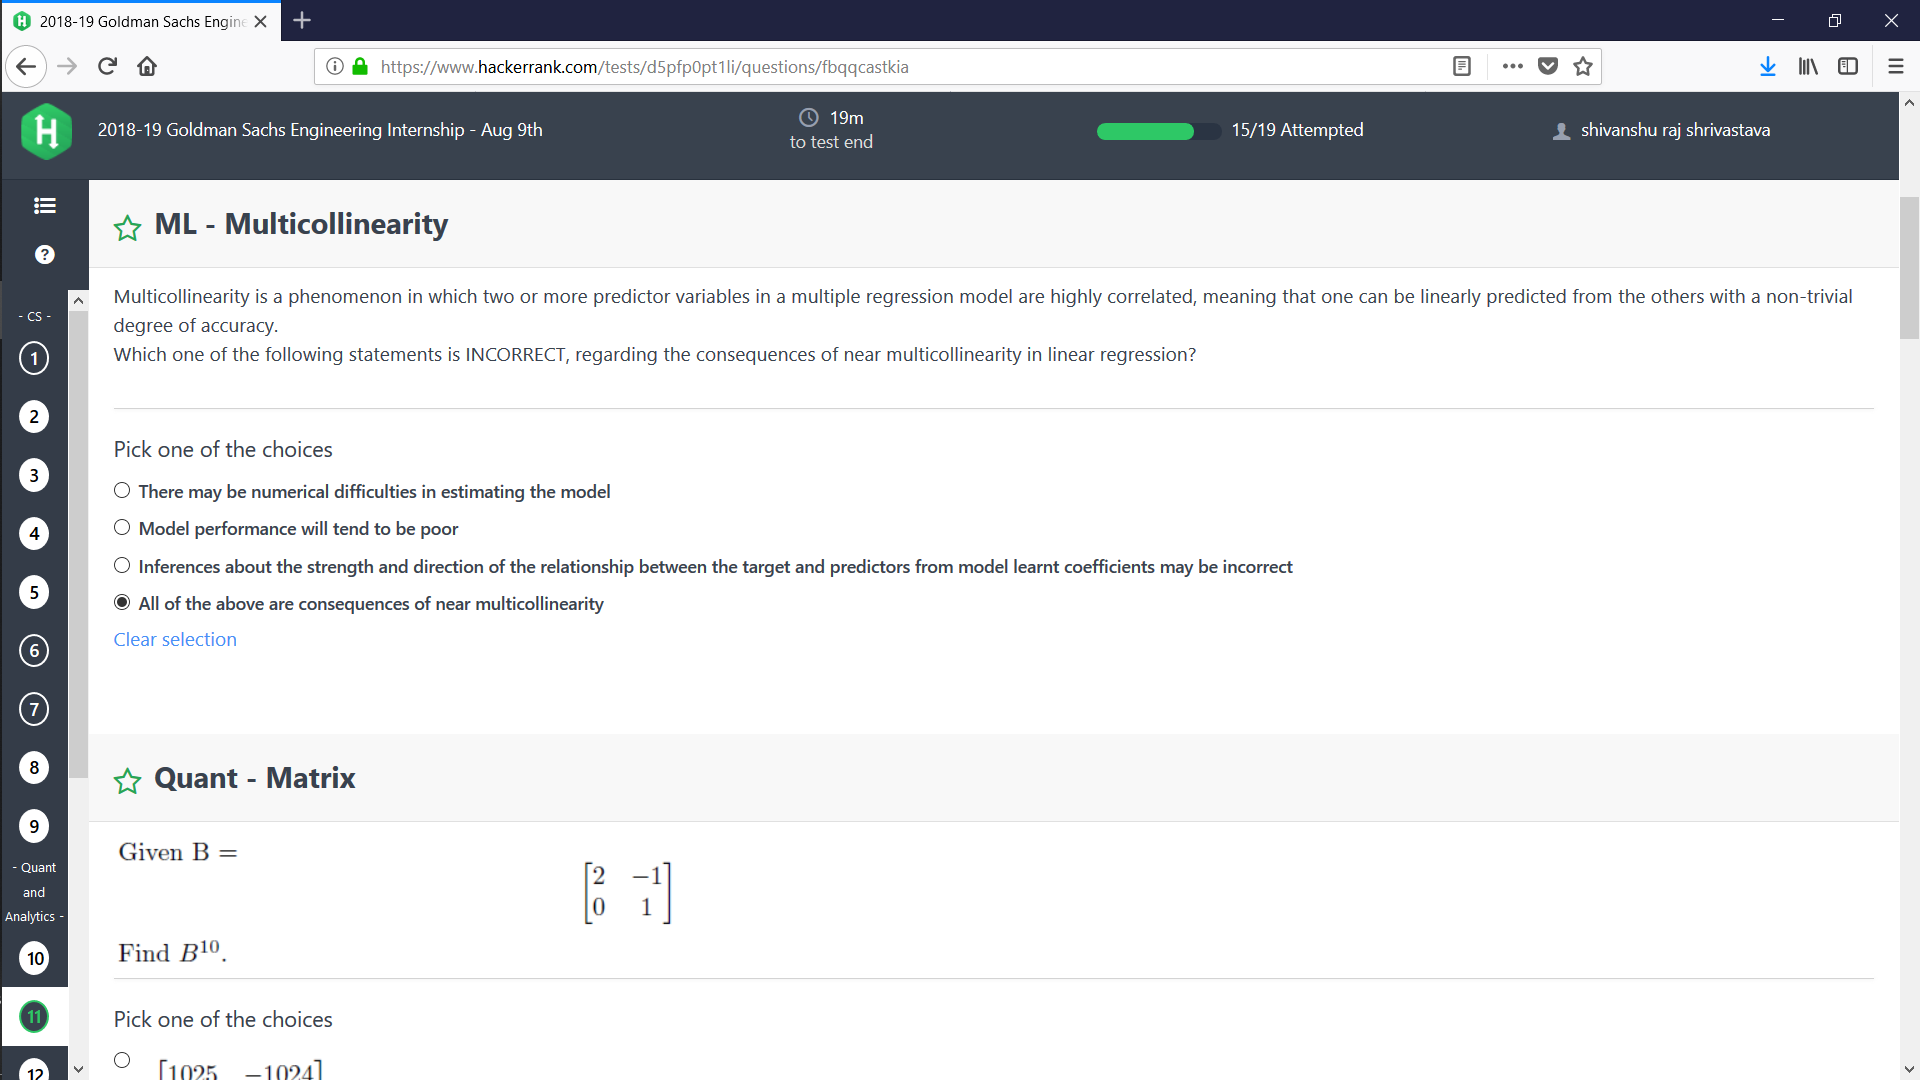 2018-19 Goldman Sachs Engine
https://www.hackerrank.com/tests/d5pfp0pt1li/questions/fbqqcastkia
2018-19 Goldman Sachs Engineering Internship - Aug 9th
19m
to test end
15/19 Attempted
shivanshu raj shrivastava
- CS -
1
2
3
4
5
6
7
8
9
- Quant
and
Analytics -
10
11
12
ML - Multicollinearity
Multicollinearity is a phenomenon in which two or more predictor variables in a multiple regression model are highly correlated, meaning that one can be linearly predicted from the others with a non-trivial
degree of accuracy.
Which one of the following statements is INCORRECT, regarding the consequences of near multicollinearity in linear regression?
Pick one of the choices
There may be numerical difficulties in estimating the model
Model performance will tend to be poor
Inferences about the strength and direction of the relationship between the target and predictors from model learnt coefficients may be incorrect
All of the above are consequences of near multicollinearity
Clear selection
Quant - Matrix
Given B =
[2 −1]
[0 1]
Find B¹⁰.
Pick one of the choices
[1025 −1024]